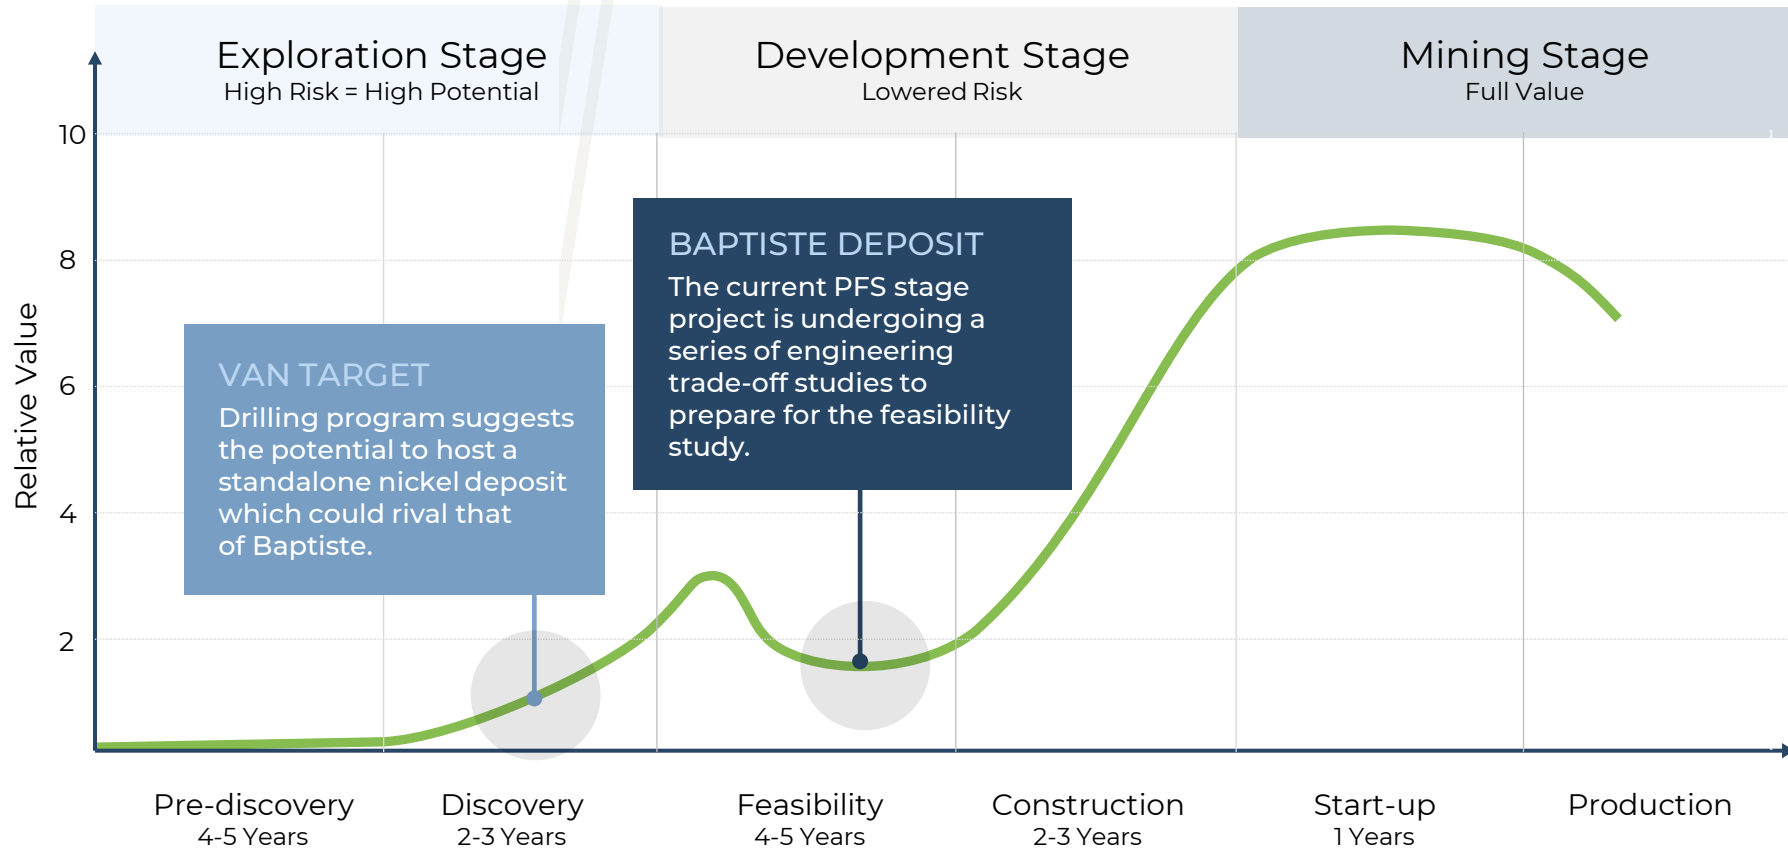 Exploration Stage
High Risk = High Potential
Development Stage
Lowered Risk
Mining Stage
Full Value
Relative Value
10
8
6
4
2
VAN TARGET
Drilling program suggests
the potential to host a
standalone nickel deposit
which could rival that
of Baptiste.
BAPTISTE DEPOSIT
The current PFS stage
project is undergoing a
series of engineering
trade-off studies to
prepare for the feasibility
study.
Pre-discovery
4-5 Years
Discovery
2-3 Years
Feasibility
4-5 Years
Construction
2-3 Years
Start-up
1 Years
Production